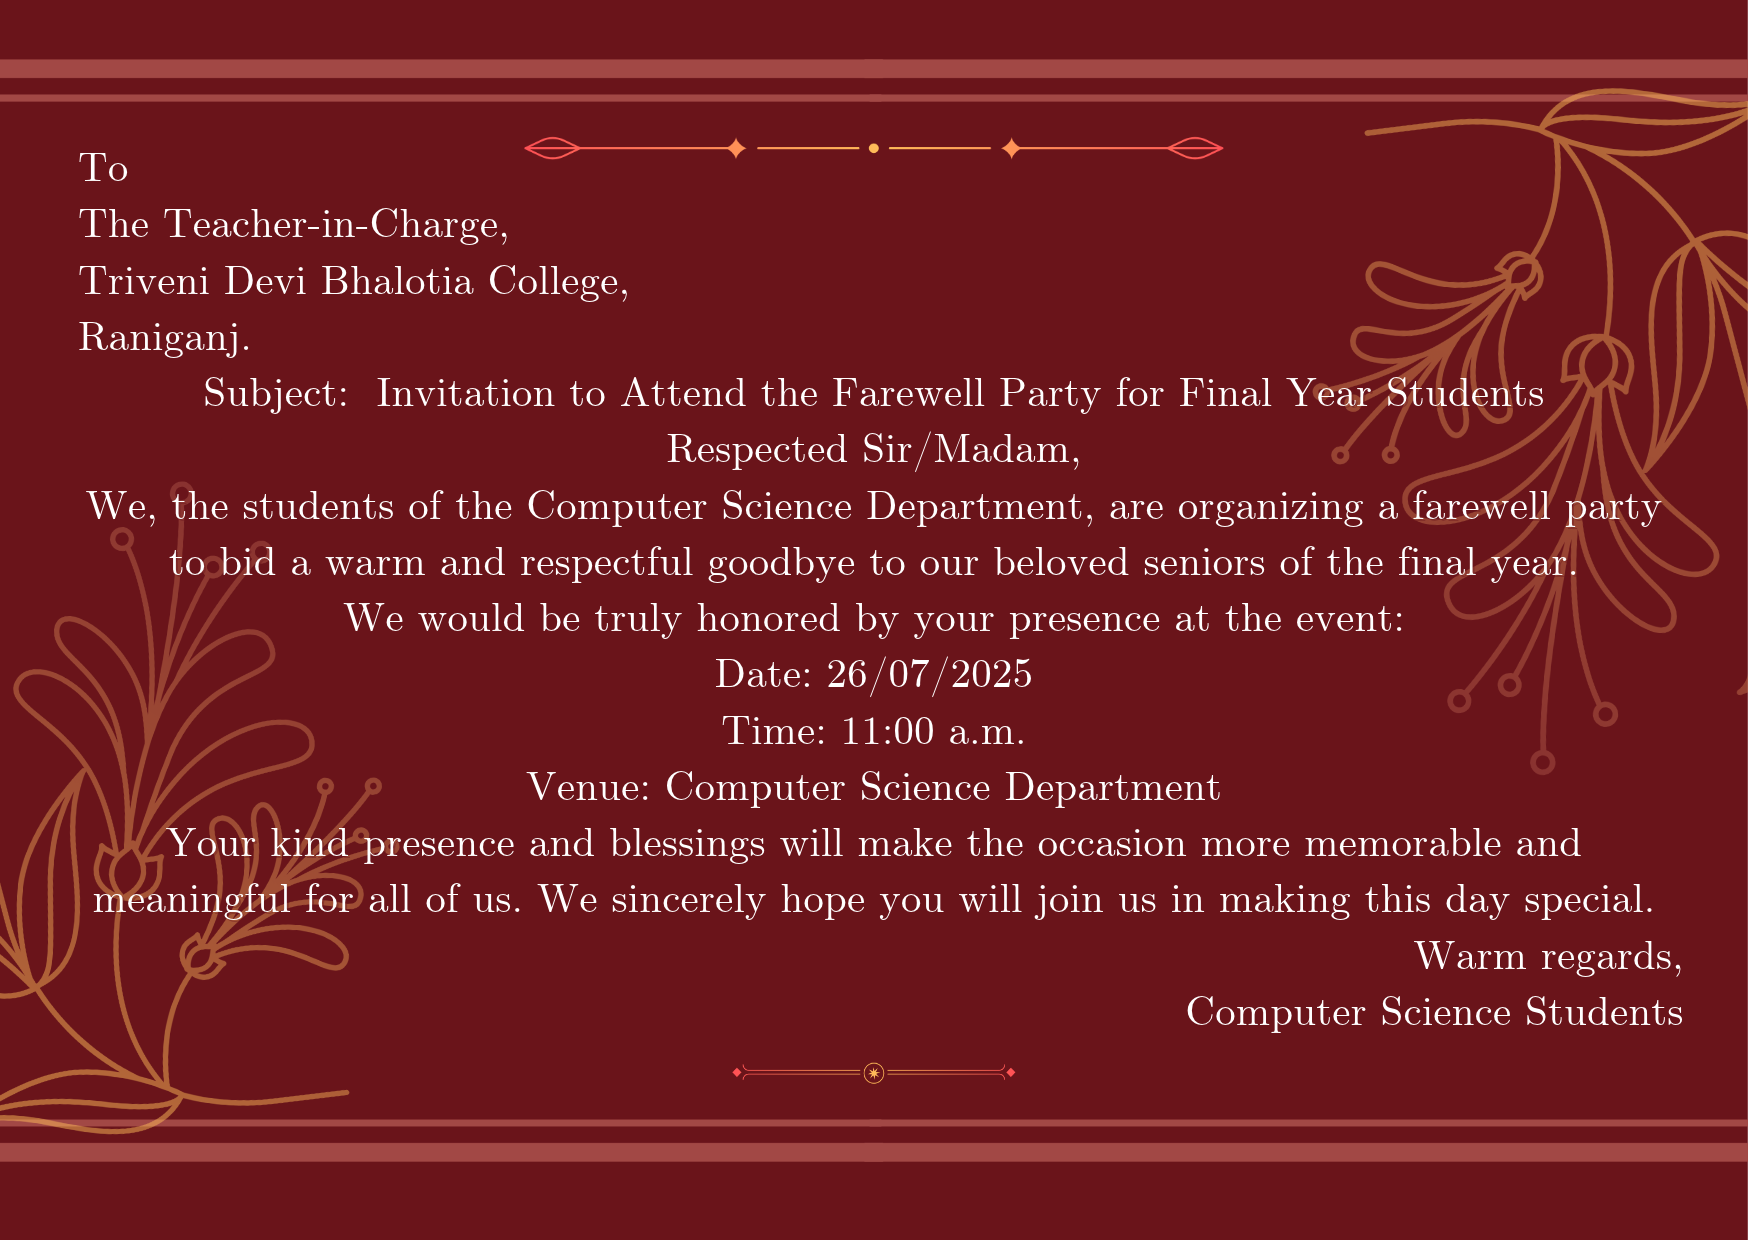 To
The Teacher-in-Charge,
Triveni Devi Bhalotia College,
Raniganj.
Subject:  Invitation to Attend the Farewell Party for Final Year Students
Respected Sir/Madam,
We, the students of the Computer Science Department, are organizing a farewell party
to bid a warm and respectful goodbye to our beloved seniors of the final year.
We would be truly honored by your presence at the event:
Date: 26/07/2025
Time: 11:00 a.m.
Venue: Computer Science Department
Your kind presence and blessings will make the occasion more memorable and
meaningful for all of us. We sincerely hope you will join us in making this day special.
Warm regards,
Computer Science Students